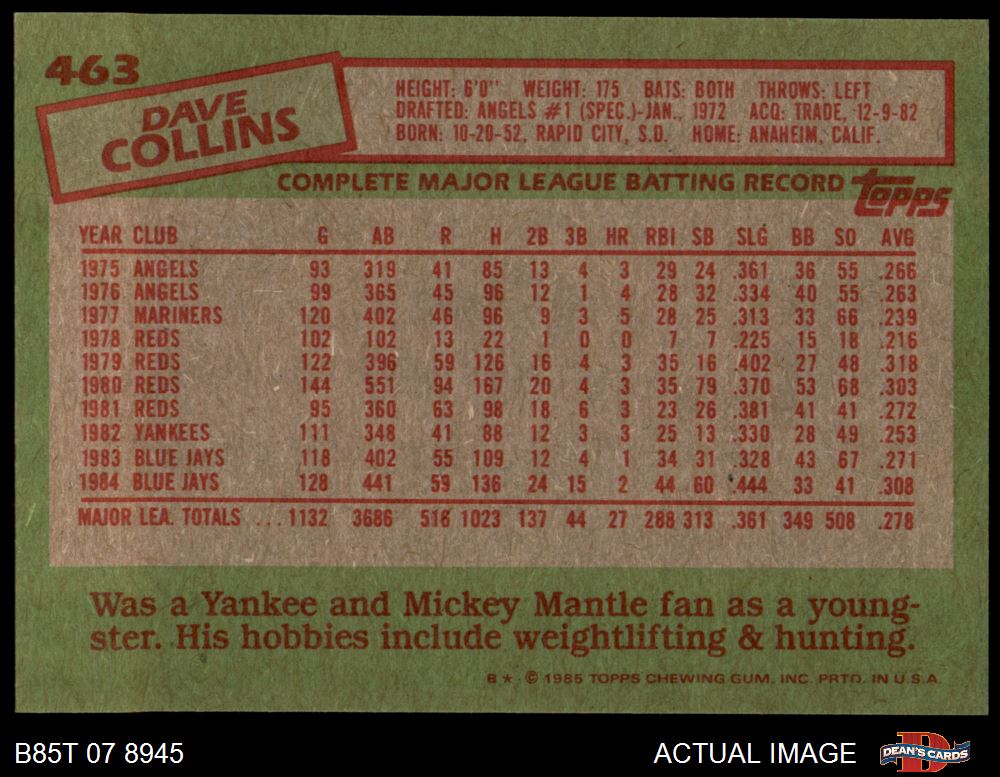 463
DAVE
COLLINS
HEIGHT: 6'0" WEIGHT: 175 BATS: BOTH THROWS: LEFT
DRAFTED: ANGELS #1 (SPEC.)-JAN., 1972 ACQ: TRADE, 12-9-82
BORN: 10-20-52, RAPID CITY, S.D. HOME: ANAHEIM, CALIF.
COMPLETE MAJOR LEAGUE BATTING RECORD
Topps
YEAR CLUB G AB R H 2B 3B HR RBI SB SLG BB SO AVG
1975 ANGELS 93 319 41 85 13 4 3 29 24 .361 36 55 .266
1976 ANGELS 99 365 45 96 12 1 4 28 32 .334 40 55 .263
1977 MARINERS 120 402 46 96 9 3 5 28 25 .313 33 66 .239
1978 REDS 102 102 13 22 1 0 0 7 7 .225 15 18 .216
1979 REDS 122 396 59 126 16 4 3 35 16 .402 27 48 .318
1980 REDS 144 551 94 167 20 4 3 35 79 .370 53 68 .303
1981 REDS 95 360 63 98 18 6 3 23 26 .381 41 41 .272
1982 YANKEES 111 348 41 88 12 3 3 25 13 .330 28 49 .253
1983 BLUE JAYS 118 402 55 109 12 4 1 34 31 .328 43 67 .271
1984 BLUE JAYS 128 441 59 136 24 15 2 44 60 .444 33 41 .308
MAJOR LEA. TOTALS ... 1132 3686 516 1023 137 44 27 288 313 .361 349 508 .278
Was a Yankee and Mickey Mantle fan as a young-
ster. His hobbies include weightlifting & hunting.
B * © 1985 TOPPS CHEWING GUM, INC. PRTD. IN U.S.A.
B85T 07 8945
ACTUAL IMAGE
D
DEAN'S CARDS